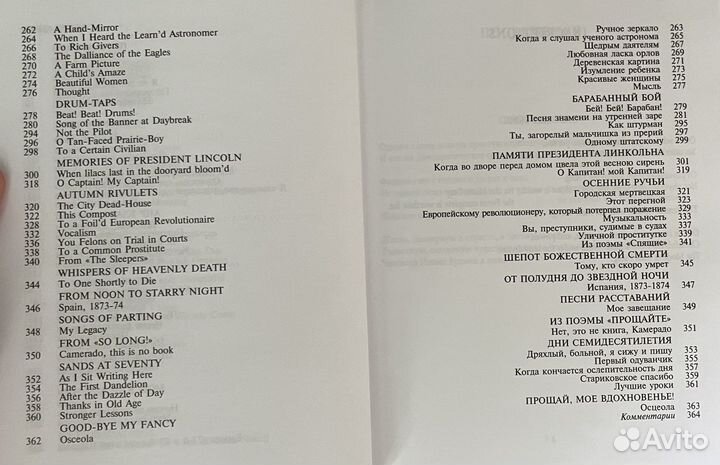 262 A Hand-Mirror
264 When I Heard the Learn'd Astronomer
266 To Rich Givers
268 The Dalliance of the Eagles
270 A Farm Picture
272 A Child's Amaze
274 Beautiful Women
276 Thought
DRUM-TAPS
278 Beat! Beat! Drums!
280 Song of the Banner at Daybreak
294 Not the Pilot
296 O Tan-Faced Prairie-Boy
298 To a Certain Civilian
MEMORIES OF PRESIDENT LINCOLN
300 When lilacs last in the dooryard bloom'd
318 O Captain! My Captain!
AUTUMN RIVULETS
320 The City Dead-House
322 This Compost
328 To a Foil'd European Revolutionaire
332 Vocalism
336 You Felons on Trial in Courts
338 To a Common Prostitute
340 From «The Sleepers»
WHISPERS OF HEAVENLY DEATH
344 To One Shortly to Die
FROM NOON TO STARRY NIGHT
346 Spain, 1873-74
SONGS OF PARTING
348 My Legacy
FROM «SO LONG!»
350 Camerado, this is no book
SANDS AT SEVENTY
352 As I Sit Writing Here
354 The First Dandelion
356 After the Dazzle of Day
358 Thanks in Old Age
360 Stronger Lessons
GOOD-BYE MY FANCY
362 Osceola
Ручное зеркало 263
Когда я слушал ученого астронома 265
Щедрым даятелям 267
Любовная ласка орлов 269
Деревенская картина 271
Изумление ребенка 273
Красивые женщины 275
Мысль 277
БАРАБАННЫЙ БОЙ
Бей! Бей! Барабан! 279
Песня знамени на утренней заре 281
Как штурман 295
Ты, загорелый мальчишка из прерий 297
Одному штатскому 299
ПАМЯТИ ПРЕЗИДЕНТА ЛИНКОЛЬНА
Когда во дворе перед домом цвела этой весною сирень 301
О Капитан! мой Капитан! 319
ОСЕННИЕ РУЧЬИ
Городская мертвецкая 321
Этот перегной 323
Европейскому революционеру, который потерпел поражение 329
Музыкальность 333
Вы, преступники, судимые в судах 337
Уличной проститутке 339
Из поэмы «Спящие» 341
ШЕПОТ БОЖЕСТВЕННОЙ СМЕРТИ
Тому, кто скоро умрет 345
ОТ ПОЛУДНЯ ДО ЗВЕЗДНОЙ НОЧИ
Испания, 1873-1874 347
ПЕСНИ РАССТАВАНИЙ
Мое завещание 349
ИЗ ПОЭМЫ «ПРОЩАЙТЕ»
Нет, это не книга, Камерадо 351
ДНИ СЕМИДЕСЯТИЛЕТИЯ
Дряхлый, больной, я сижу и пишу 353
Первый одуванчик 355
Когда кончается ослепительность дня 357
Стариковское спасибо 359
Лучшие уроки 361
ПРОЩАЙ, МОЕ ВДОХНОВЕНЬЕ!
Осцеола 363
Комментарии 364
Avito